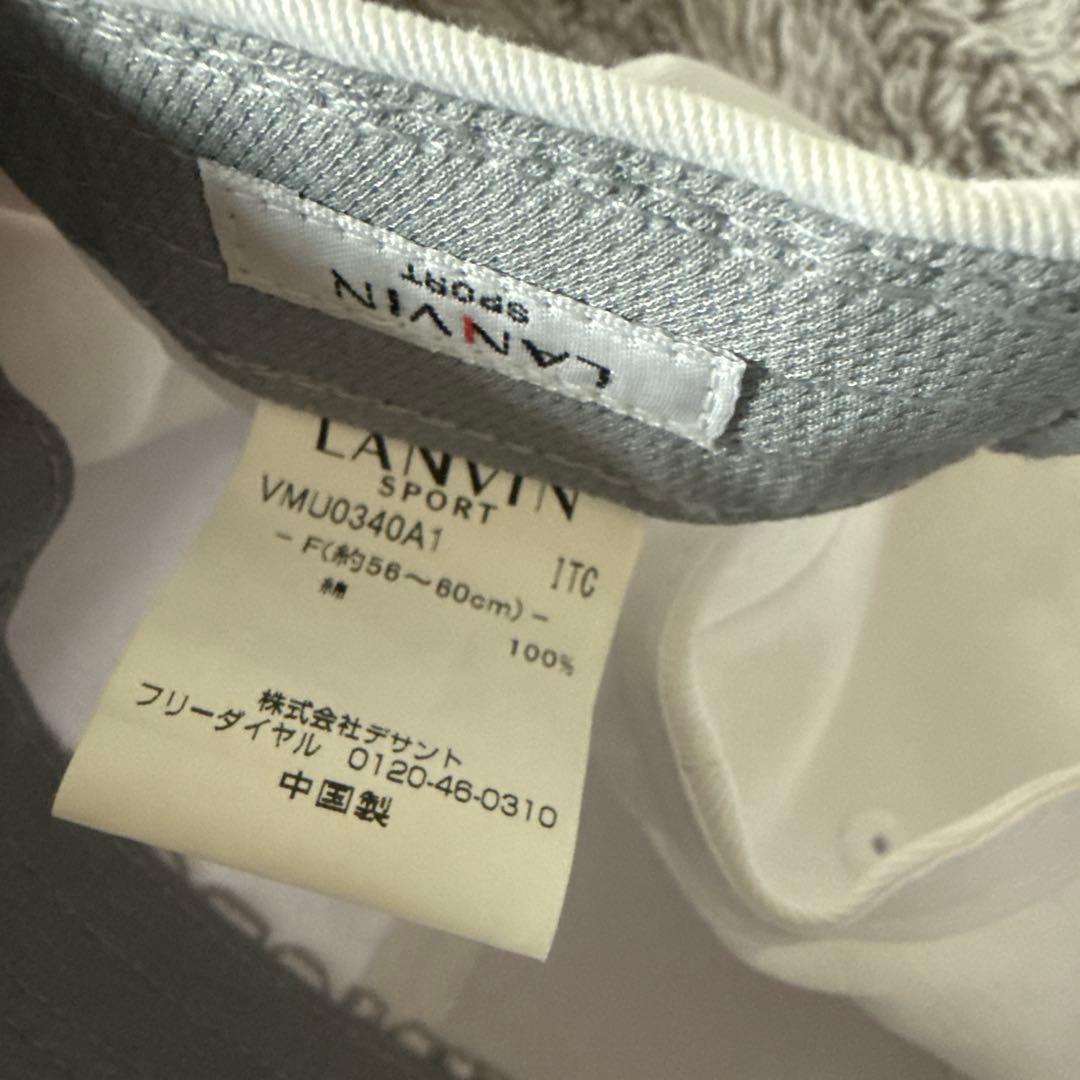 LANVIN
SPORT
LANVIN
SPORT
VMU0340A1 ITC
- F(約56～60cm) -
綿 100%
株式会社デサント
フリーダイヤル 0120-46-0310
中国製